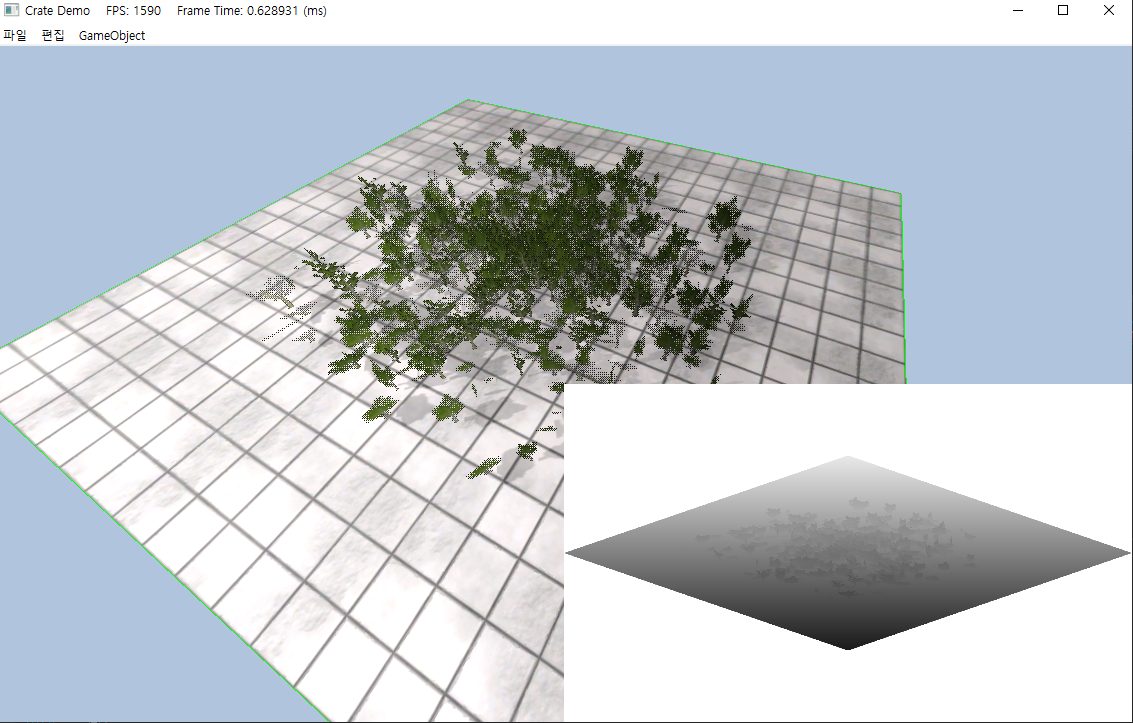 Crate Demo FPS: 1590 Frame Time: 0.628931 (ms)
파일 편집 GameObject